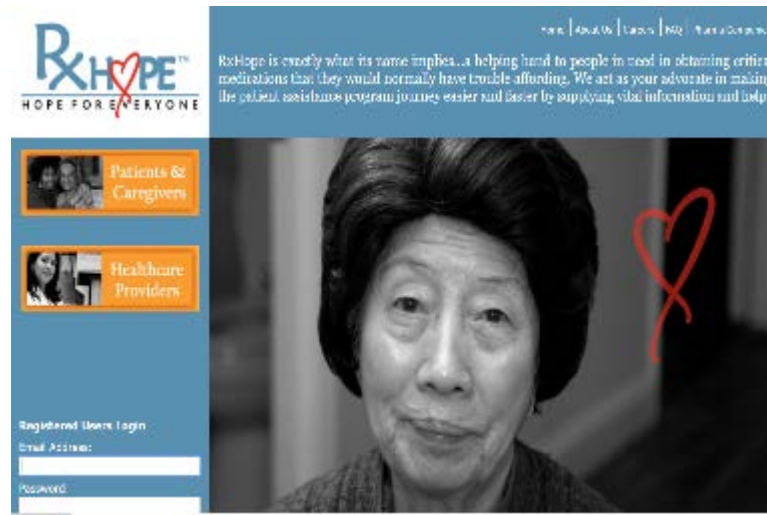 RxHOPE™
HOPE FOR EVERYONE
Home | About Us | Careers | FAQ | Pharma Companie
RxHope is exactly what its name implies...a helping hand to people in need in obtaining critica
medications that they would normally have trouble affording. We act as your advocate in making
the patient assistance program journey easier and faster by supplying vital information and help
Patients &
Caregivers
Healthcare
Providers
Registered Users Login
Email Address:
Password: